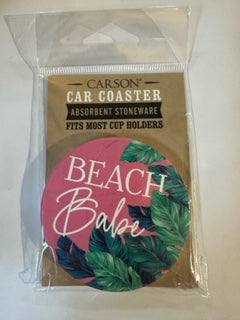 CARSON
CAR COASTER
ABSORBENT STONEWARE
FITS MOST CUP HOLDERS
BEACH
Babe